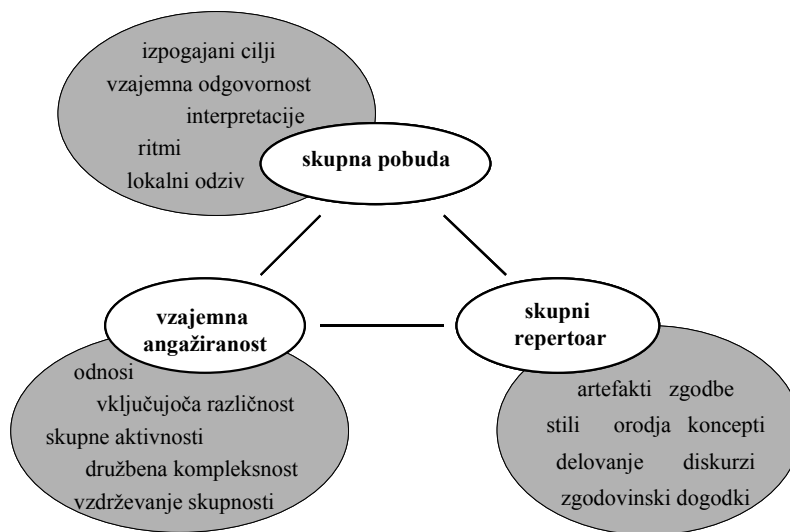 izpogajani cilji
vzajemna odgovornost
interpretacije
ritmi
lokalni odziv
skupna pobuda
vzajemna
angažiranost
odnosi
vključujoča različnost
skupne aktivnosti
družbena kompleksnost
vzdrževanje skupnosti
skupni
repertoar
artefakti zgodbe
stili orodja koncepti
delovanje diskurzi
zgodovinski dogodki